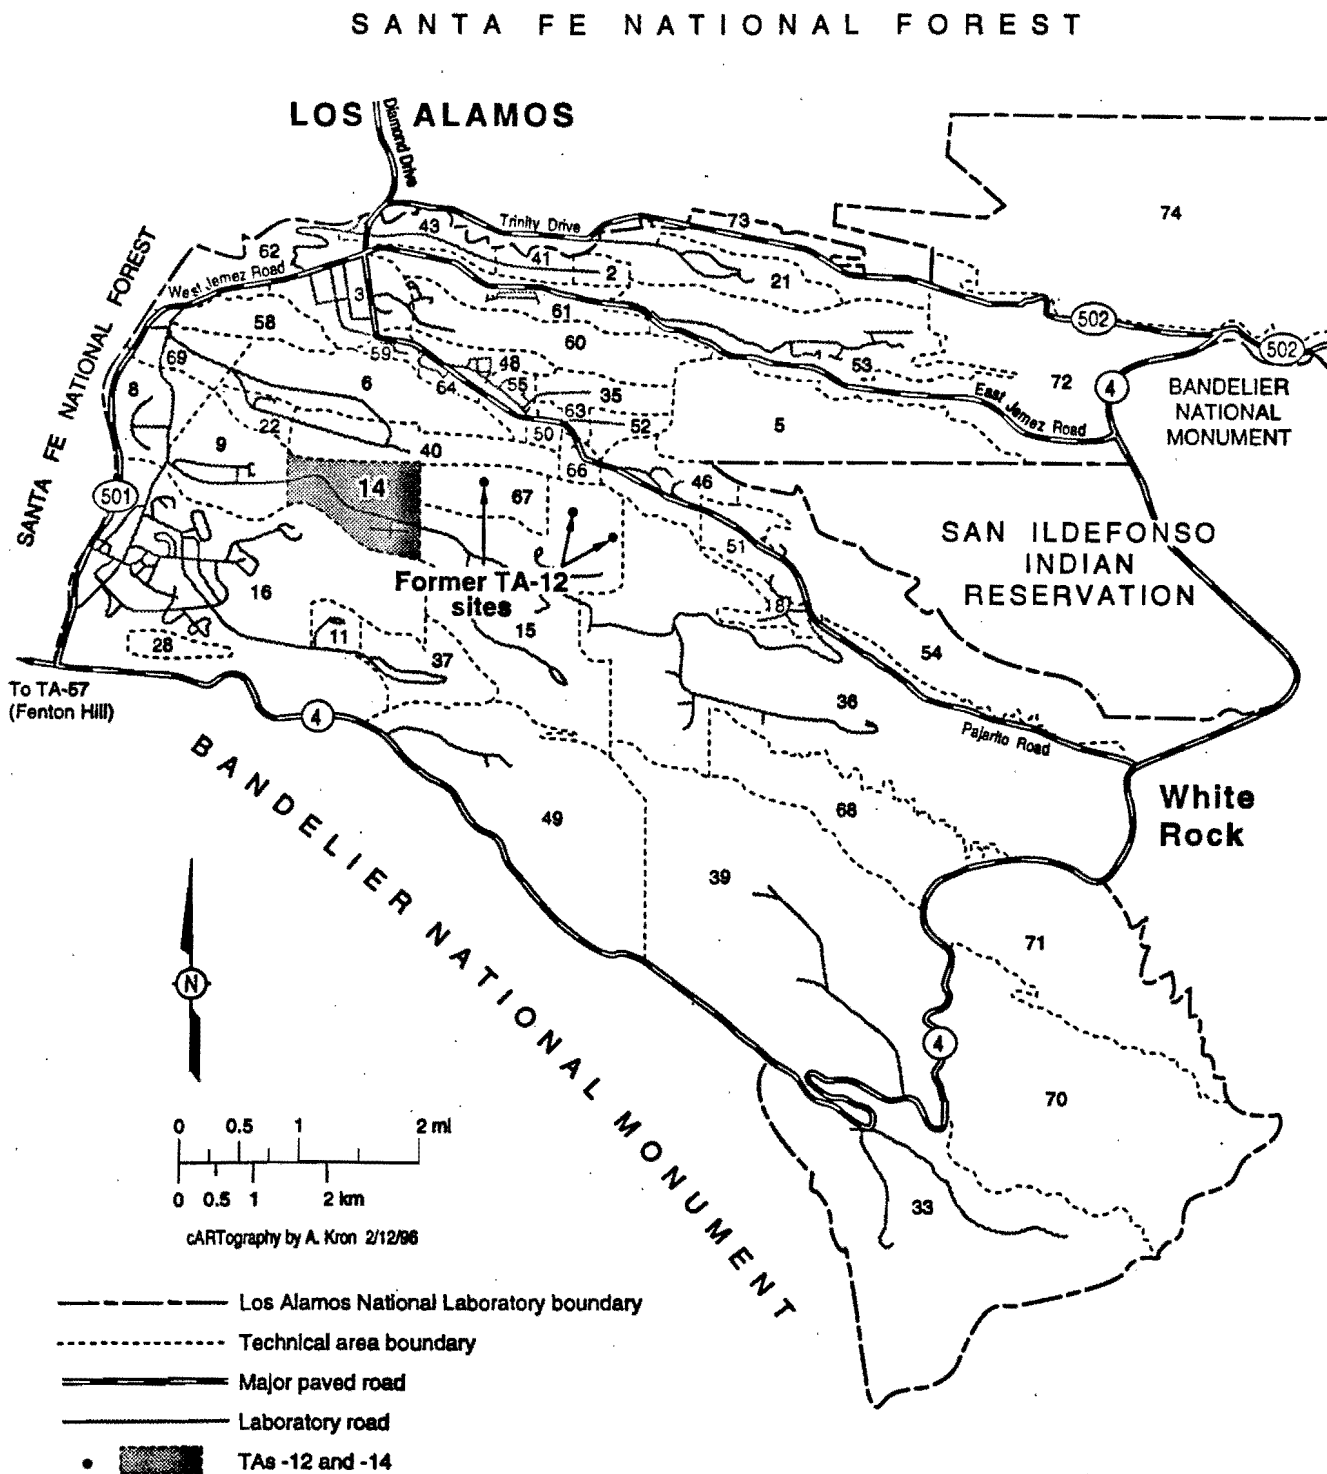 SANTA FE NATIONAL FOREST
LOS ALAMOS
Diamond Drive
SANTA FE NATIONAL FOREST
74
73
43
Trinity Drive
62
41
2
21
West Jemez Road
3
61
58
502
502
60
59
48
53
69
6
64
55
72
4
8
35
East Jemez Road
BANDELIER
NATIONAL
MONUMENT
22
63
52
5
50
9
40
66
14
67
46
501
51
SAN ILDEFONSO
INDIAN
RESERVATION
Former TA-12
sites
16
15
18
11
28
37
54
To TA-57
(Fenton Hill)
36
4
Pajarito Road
BANDELIER NATIONAL MONUMENT
White
Rock
49
68
39
71
N
4
70
0 0.5 1 2 mi
0 0.5 1 2 km
33
cARTography by A. Kron 2/12/96
Los Alamos National Laboratory boundary
Technical area boundary
Major paved road
Laboratory road
TAs -12 and -14